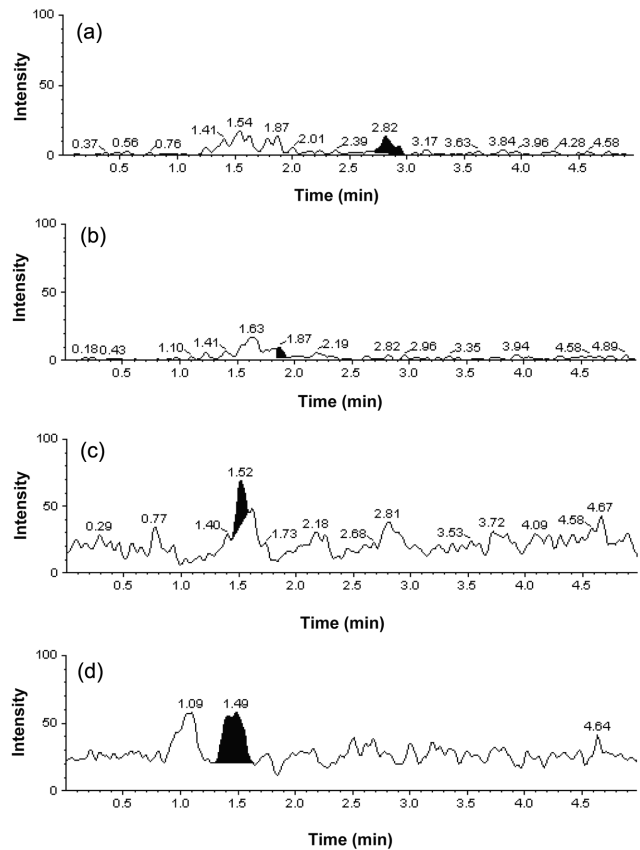 (a)
Intensity
100
50
0
0.37 0.56 0.76 1.41 1.54 1.87 2.01 2.39 2.82 3.17 3.63 3.84 3.96 4.28 4.58
0.5 1.0 1.5 2.0 2.5 3.0 3.5 4.0 4.5
Time (min)
(b)
Intensity
100
50
0
0.18 0.43 1.10 1.41 1.63 1.87 2.19 2.82 2.96 3.35 3.94 4.58 4.89
0.5 1.0 1.5 2.0 2.5 3.0 3.5 4.0 4.5
Time (min)
(c)
Intensity
100
50
0
0.29 0.77 1.40 1.52 1.73 2.18 2.68 2.81 3.53 3.72 4.09 4.58 4.67
0.5 1.0 1.5 2.0 2.5 3.0 3.5 4.0 4.5
Time (min)
(d)
Intensity
100
50
0
1.09 1.49 4.64
0.5 1.0 1.5 2.0 2.5 3.0 3.5 4.0 4.5
Time (min)